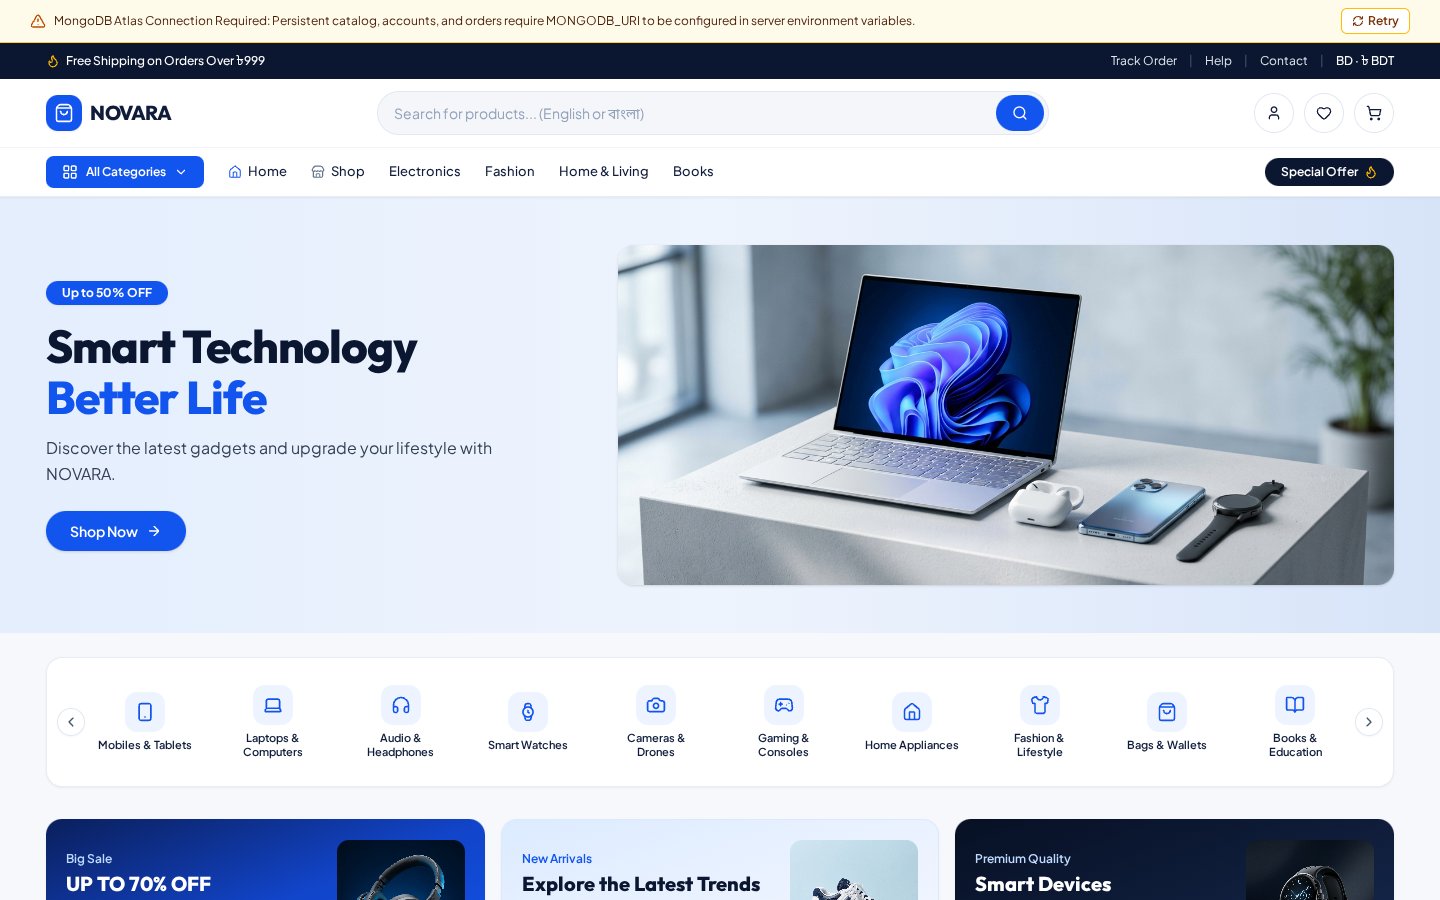 MongoDB Atlas Connection Required: Persistent catalog, accounts, and orders require MONGODB_URI to be configured in server environment variables.
Retry
Free Shipping on Orders Over ৳999
Track Order | Help | Contact | BD · ৳ BDT
NOVARA
Search for products... (English or বাংলা)
All Categories
Home
Shop
Electronics
Fashion
Home & Living
Books
Special Offer
Up to 50% OFF
Smart Technology
Better Life
Discover the latest gadgets and upgrade your lifestyle with
NOVARA.
Shop Now
Mobiles & Tablets
Laptops &
Computers
Audio &
Headphones
Smart Watches
Cameras &
Drones
Gaming &
Consoles
Home Appliances
Fashion &
Lifestyle
Bags & Wallets
Books &
Education
Big Sale
UP TO 70% OFF
New Arrivals
Explore the Latest Trends
Premium Quality
Smart Devices